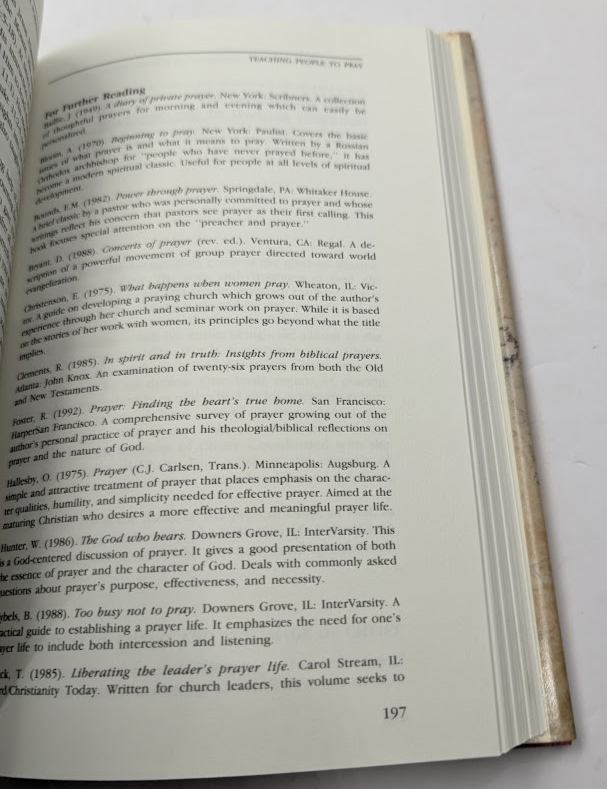 TEACHING PEOPLE TO PRAY
For Further Reading
Baillie, J. (1949). A diary of private prayer. New York: Scribners. A collection
of thoughtful prayers for morning and evening which can easily be
personalized.
Bloom, A. (1970). Beginning to pray. New York: Paulist. Covers the basic
issues of what prayer is and what it means to pray. Written by a Russian
Orthodox archbishop for "people who have never prayed before," it has
become a modern spiritual classic. Useful for people at all levels of spiritual
development.
Bounds, E.M. (1982). Power through prayer. Springdale, PA: Whitaker House.
A brief classic by a pastor who was personally committed to prayer and whose
writings reflect his concern that pastors see prayer as their first calling. This
book focuses special attention on the "preacher and prayer."
Bryant, D. (1988). Concerts of prayer (rev. ed.). Ventura, CA: Regal. A de-
scription of a powerful movement of group prayer directed toward world
evangelization.
Christenson, E. (1975). What happens when women pray. Wheaton, IL: Vic-
tor. A guide on developing a praying church which grows out of the author's
experience through her church and seminar work on prayer. While it is based
on the stories of her work with women, its principles go beyond what the title
implies.
Clements, R. (1985). In spirit and in truth: Insights from biblical prayers.
Atlanta: John Knox. An examination of twenty-six prayers from both the Old
and New Testaments.
Foster, R. (1992). Prayer: Finding the heart's true home. San Francisco:
HarperSan Francisco. A comprehensive survey of prayer growing out of the
author's personal practice of prayer and his theologial/biblical reflections on
prayer and the nature of God.
Hallesby, O. (1975). Prayer (C.J. Carlsen, Trans.). Minneapolis: Augsburg. A
simple and attractive treatment of prayer that places emphasis on the charac-
ter qualities, humility, and simplicity needed for effective prayer. Aimed at the
maturing Christian who desires a more effective and meaningful prayer life.
Hunter, W. (1986). The God who hears. Downers Grove, IL: InterVarsity. This
is a God-centered discussion of prayer. It gives a good presentation of both
he essence of prayer and the character of God. Deals with commonly asked
uestions about prayer's purpose, effectiveness, and necessity.
ybels, B. (1988). Too busy not to pray. Downers Grove, IL: InterVarsity. A
actical guide to establishing a prayer life. It emphasizes the need for one's
ayer life to include both intercession and listening.
ck, T. (1985). Liberating the leader's prayer life. Carol Stream, IL:
rd/Christianity Today. Written for church leaders, this volume seeks to
197